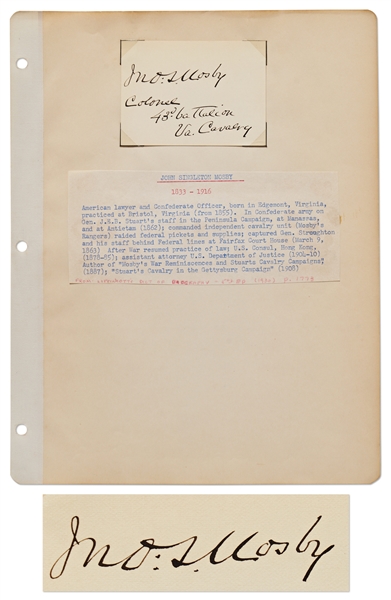 Jno. S. Mosby
Colonel
43d battalion
Va. Cavalry
JOHN SINGLETON MOSBY
1833 - 1916
American lawyer and Confederate Officer, born in Edgemont, Virginia,
practiced at Bristol, Virginia (from 1855). In Confederate army on
Gen. J.E.B. Stuart's staff in the Peninsula Campaign, at Manassas,
and at Antietam (1862); commanded independent cavalry unit (Mosby's
Rangers) raided federal pickets and supplies; captured Gen. Stoughton
and his staff behind Federal lines at Fairfax Court House (March 9,
1863) After War resumed practice of law; U.S. Consul, Hong Kong,
(1878-85); assistant attorney U.S. Department of Justice (1904-10)
Author of "Mosby's War Reminiscences and Stuarts Cavalry Campaigns"
(1887); "Stuart's Cavalry in the Gettysburg Campaign" (1908)
Jno. S. Mosby